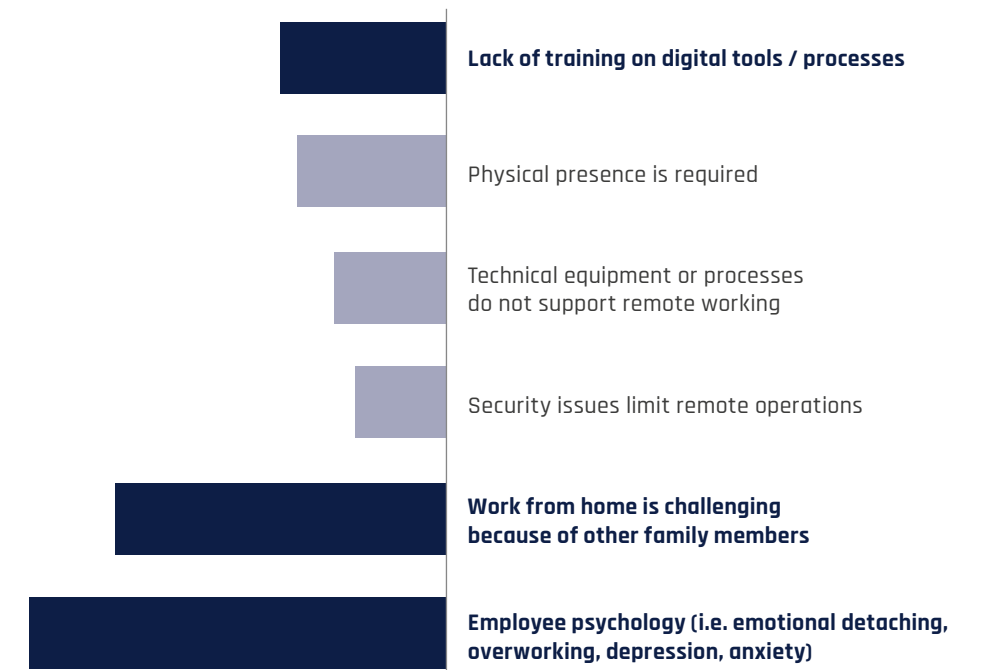 Lack of training on digital tools / processes
Physical presence is required
Technical equipment or processes
do not support remote working
Security issues limit remote operations
Work from home is challenging
because of other family members
Employee psychology (i.e. emotional detaching,
overworking, depression, anxiety)